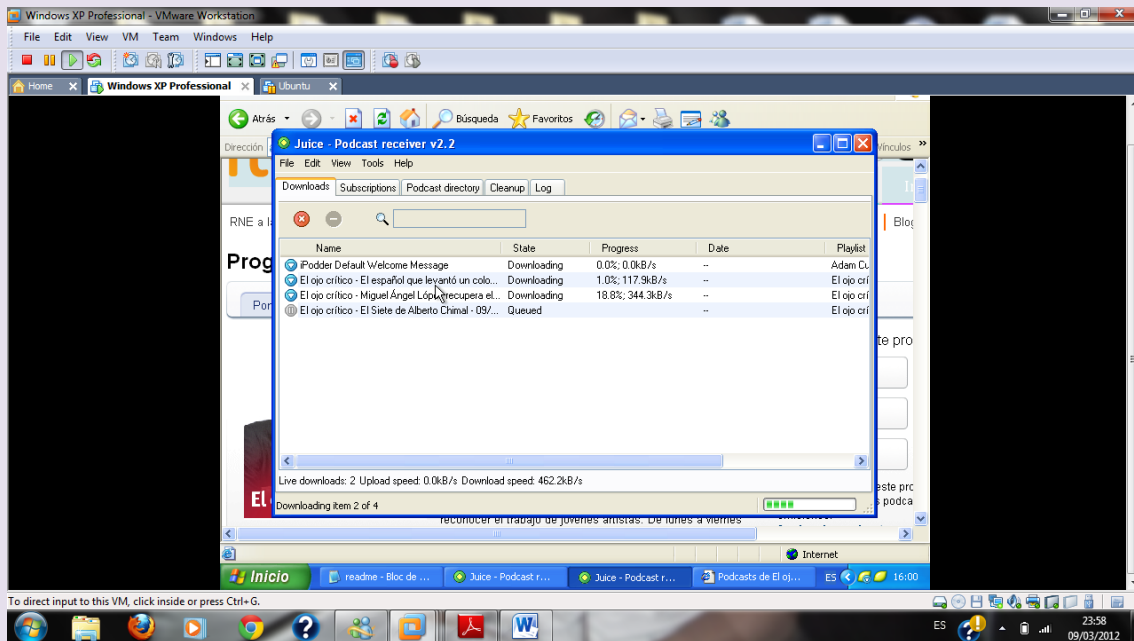 Windows XP Professional - VMware Workstation
File Edit View VM Team Windows Help
Home Windows XP Professional Ubuntu
Atrás Búsqueda Favoritos
Dirección Vínculos
Juice - Podcast receiver v2.2
File Edit View Tools Help
Downloads Subscriptions Podcast directory Cleanup Log
RNE a l Blog
Name State Progress Date Playlist
Prog
iPodder Default Welcome Message Downloading 0.0%; 0.0kB/s -- Adam Cu
El ojo crítico - El español que levantó un colo... Downloading 1.0%; 117.9kB/s -- El ojo crí
El ojo crítico - Miguel Ángel Lópe recupera el... Downloading 18.8%; 344.3kB/s -- El ojo crí
Por
El ojo crítico - El Siete de Alberto Chimal - 09/... Queued -- El ojo crí
te pro
Live downloads: 2 Upload speed: 0.0kB/s Download speed: 462.2kB/s
este pro
El
Downloading item 2 of 4
s podca
reconocer el trabajo de jóvenes artistas. De lunes a viernes
Internet
Inicio readme - Bloc de ... Juice - Podcast r... Juice - Podcast r... Podcasts de El oj... ES 16:00
To direct input to this VM, click inside or press Ctrl+G.
ES 23:58
09/03/2012